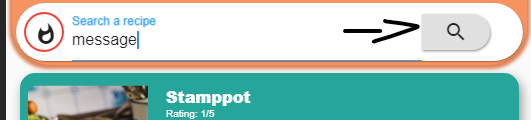 Search a recipe
message
Stamppot
Rating: 1/5